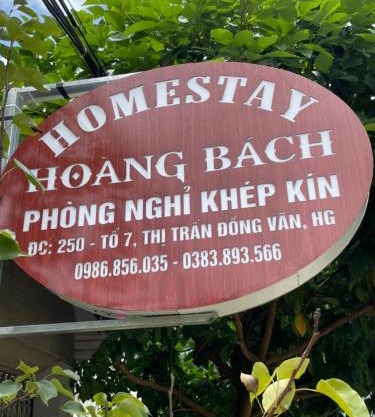 HOMESTAY
HOÀNG BÁCH
PHÒNG NGHỈ KHÉP KÍN
ĐC: 250 - TỔ 7, THỊ TRẤN ĐỒNG VĂN, HG
0986.856.035 - 0383.893.566